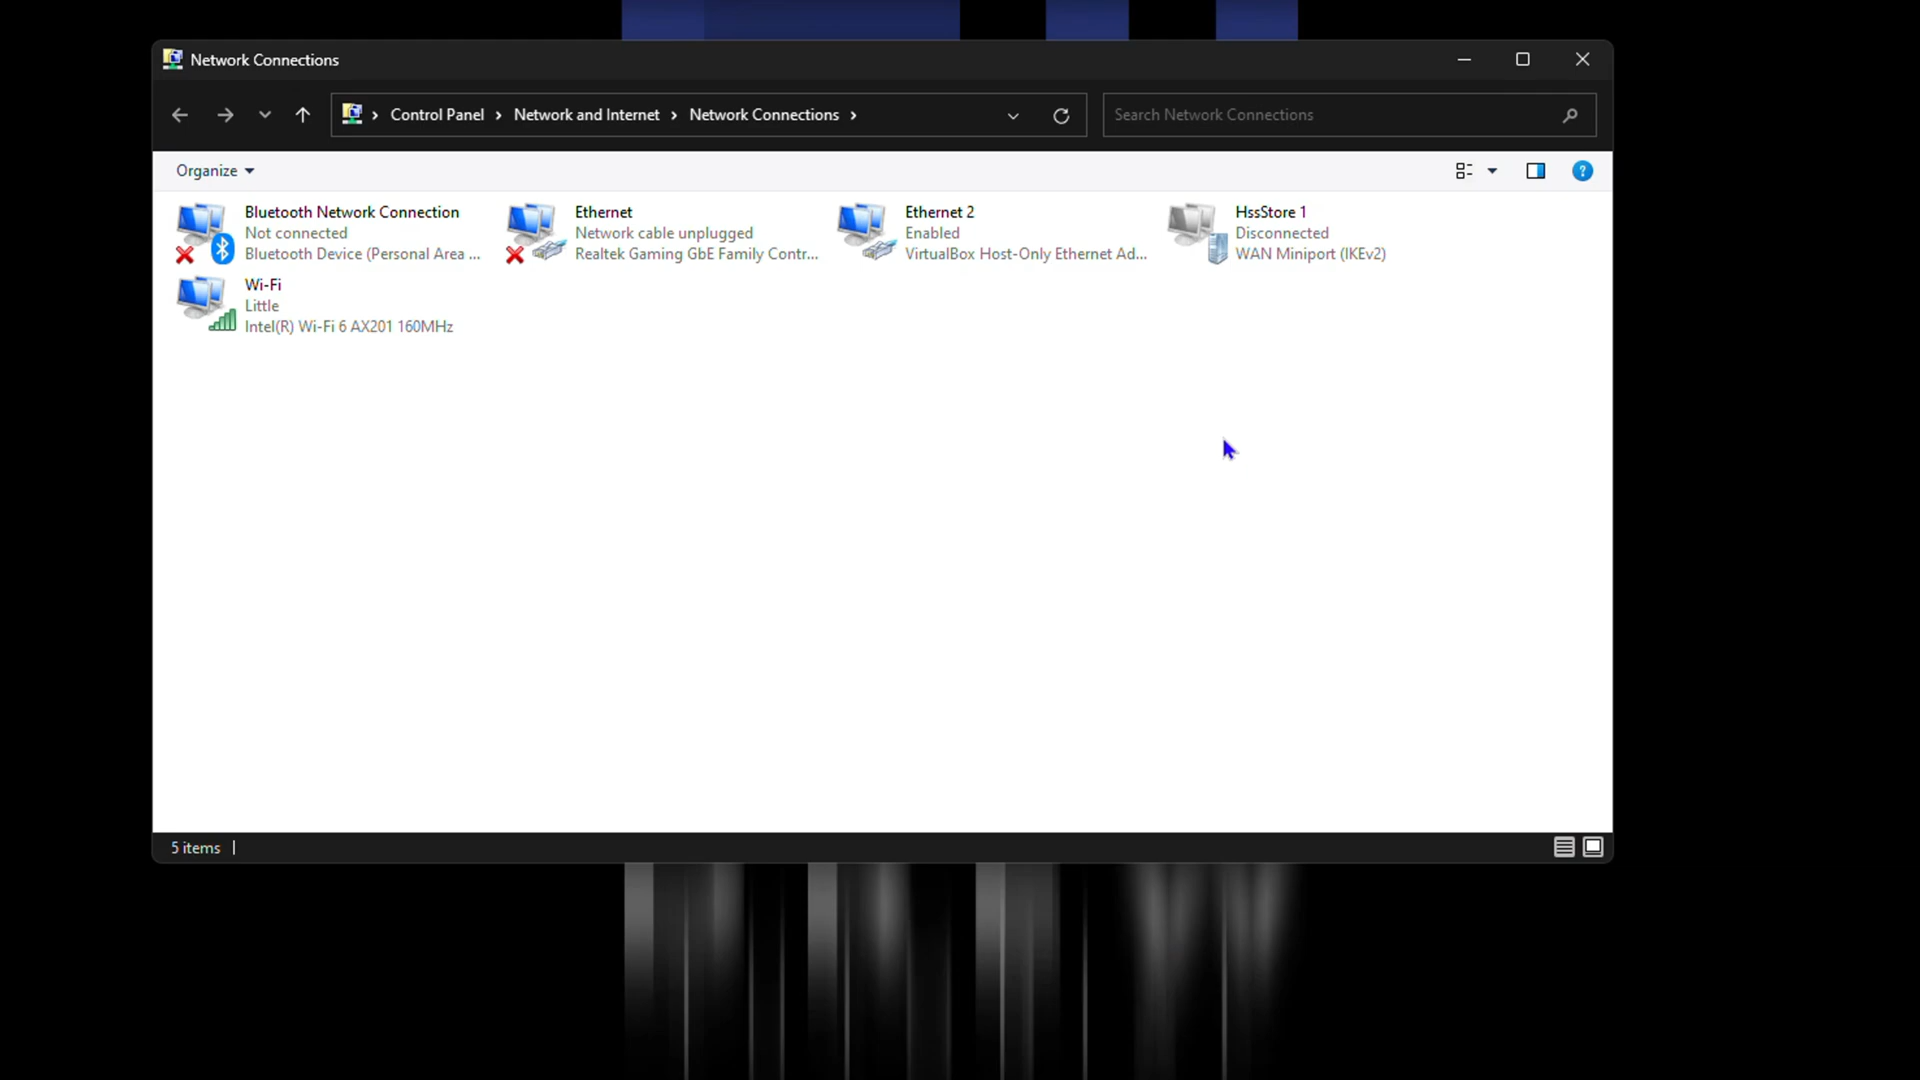 Network Connections
Control Panel > Network and Internet > Network Connections >
Search Network Connections
Organize
Bluetooth Network Connection
Not connected
Bluetooth Device (Personal Area ...
Ethernet
Network cable unplugged
Realtek Gaming GbE Family Contr...
Ethernet 2
Enabled
VirtualBox Host-Only Ethernet Ad...
HssStore 1
Disconnected
WAN Miniport (IKEv2)
Wi-Fi
Little
Intel(R) Wi-Fi 6 AX201 160MHz
5 items